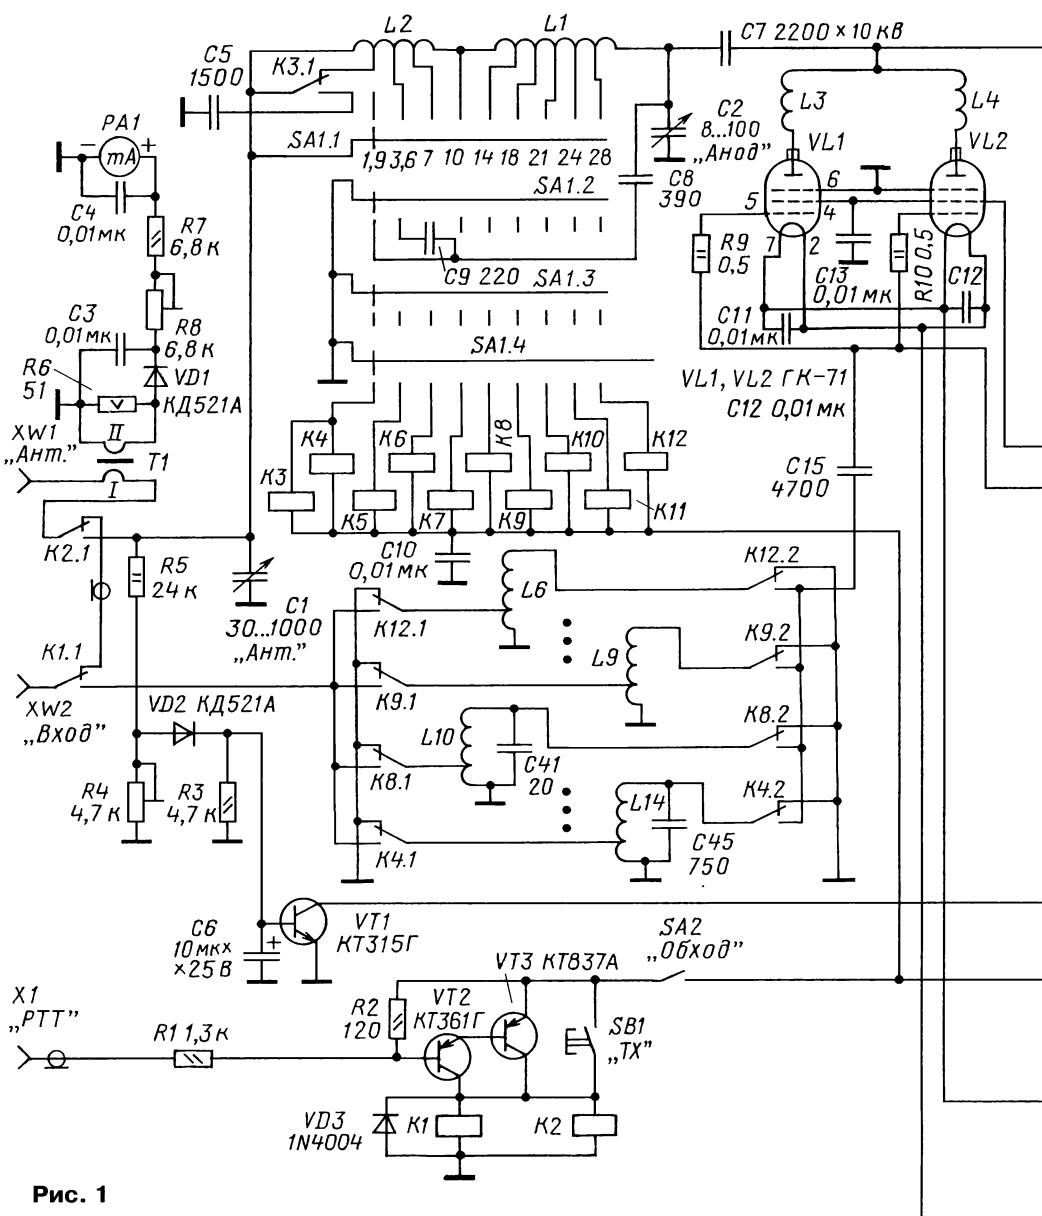 L2
L1
C7 2200 × 10 кВ
C5
1500
K3.1
L3
L4
PA1
–
+
mA
SA1.1
1,9 3,6 7 10 14 18 21 24 28
C2
8...100
„Анод"
VL1
VL2
C8
390
SA1.2
6
5
4
7
2
C4
0,01 мк
R7
6,8 к
C9 220
SA1.3
R9
0,5
C13
0,01 мк
R10 0,5
C12
C3
0,01 мк
R8
6,8 к
C11
0,01 мк
SA1.4
R6
51
VD1
КД521А
VL1, VL2 ГК-71
C12 0,01 мк
XW1
„Ант."
II
T1
I
K4
K6
K8
K10
K12
K3
K5
K7
K9
K11
C15
4700
K2.1
R5
24 к
C10
0,01 мк
K12.2
L6
C1
30...1000
„Ант."
K12.1
K1.1
L9
K9.2
XW2
„Вход"
VD2 КД521А
K9.1
L10
C41
20
K8.2
K8.1
R4
4,7 к
R3
4,7 к
L14
K4.2
K4.1
C45
750
C6
10 мк×
×25 В
+
VT1
КТ315Г
SA2
„Обход"
VT3 КТ837А
X1
„РТТ"
R1 1,3 к
R2
120
VT2
КТ361Г
SB1
„ТХ"
VD3
1N4004
K1
K2
Рис. 1